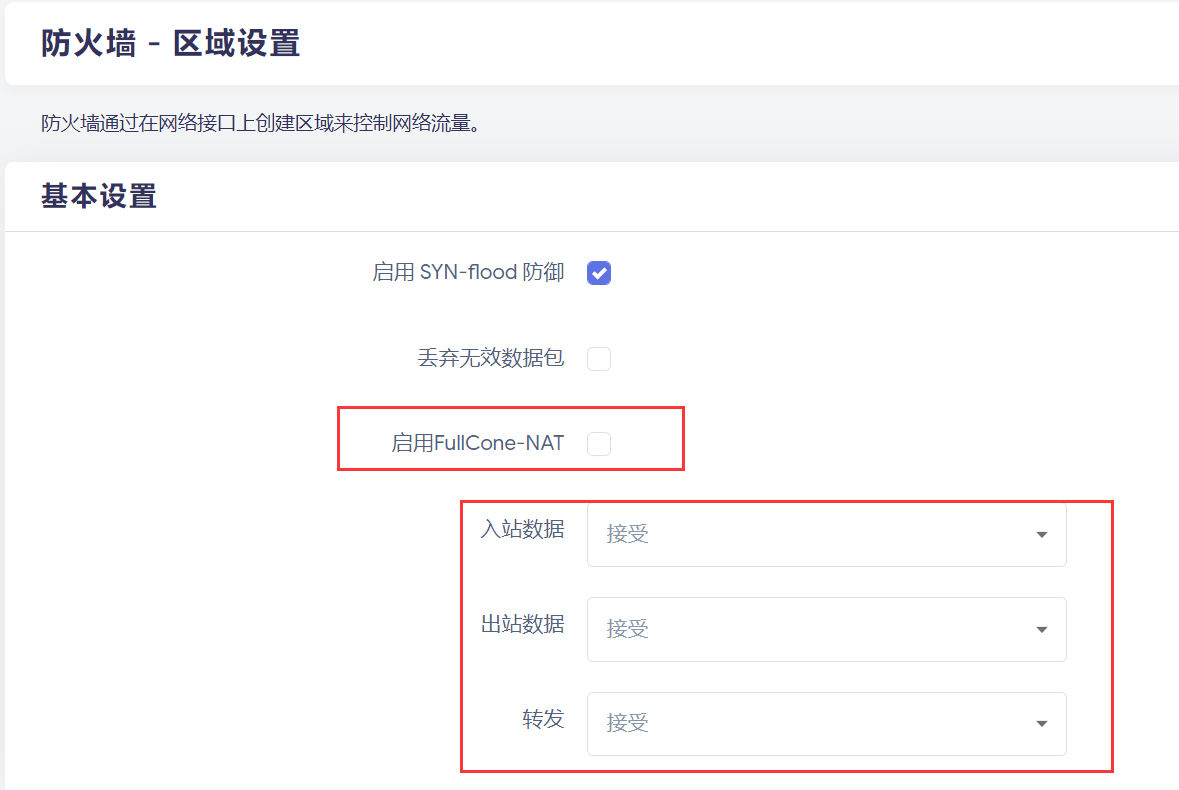 防火墙 - 区域设置
防火墙通过在网络接口上创建区域来控制网络流量。
基本设置
启用 SYN-flood 防御
丢弃无效数据包
启用FullCone-NAT
入站数据 接受
出站数据 接受
转发 接受